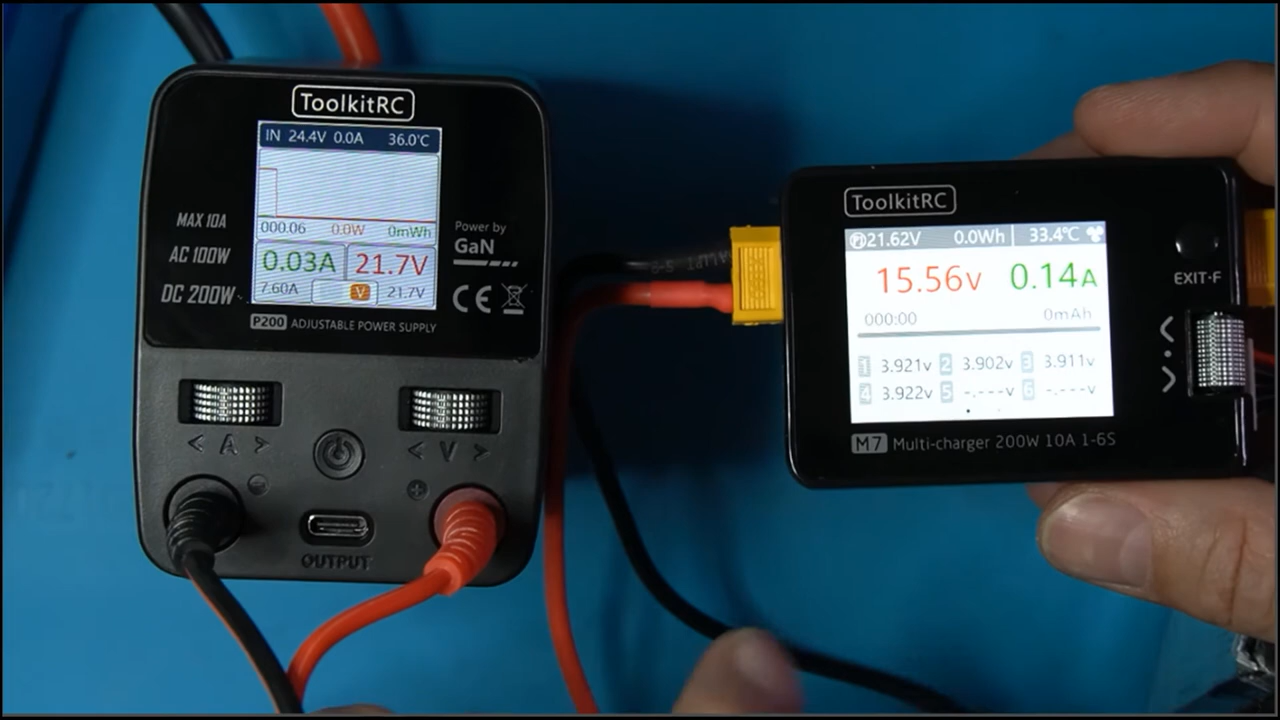 ToolkitRC
IN 24.4V 0.0A 36.0℃
000.06 0.0W 0mWh
0.03A 21.7V
7.60A V 21.7V
MAX 10A
AC 100W
DC 200W
Power by
GaN
CE
P200 ADJUSTABLE POWER SUPPLY
< A >
< V >
OUTPUT
ToolkitRC
21.62V 0.0Wh 33.4℃
15.56V 0.14A
000:00 0mAh
1 3.921v 2 3.902v 3 3.911v
4 3.922v 5 -.---v 6 -.---v
EXIT·F
M7 Multi-charger 200W 10A 1-6S